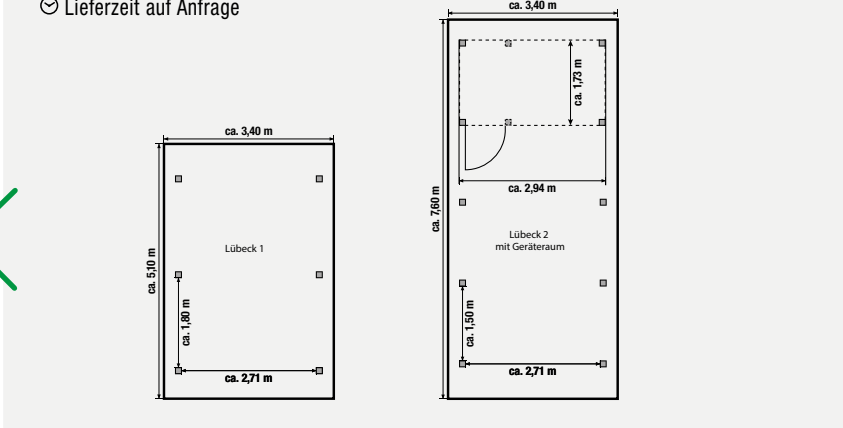 Lieferzeit auf Anfrage
ca. 3,40 m
ca. 5,10 m
Lübeck 1
ca. 1,80 m
ca. 2,71 m
ca. 3,40 m
ca. 1,73 m
ca. 2,94 m
ca. 7,60 m
Lübeck 2
mit Geräteraum
ca. 1,50 m
ca. 2,71 m